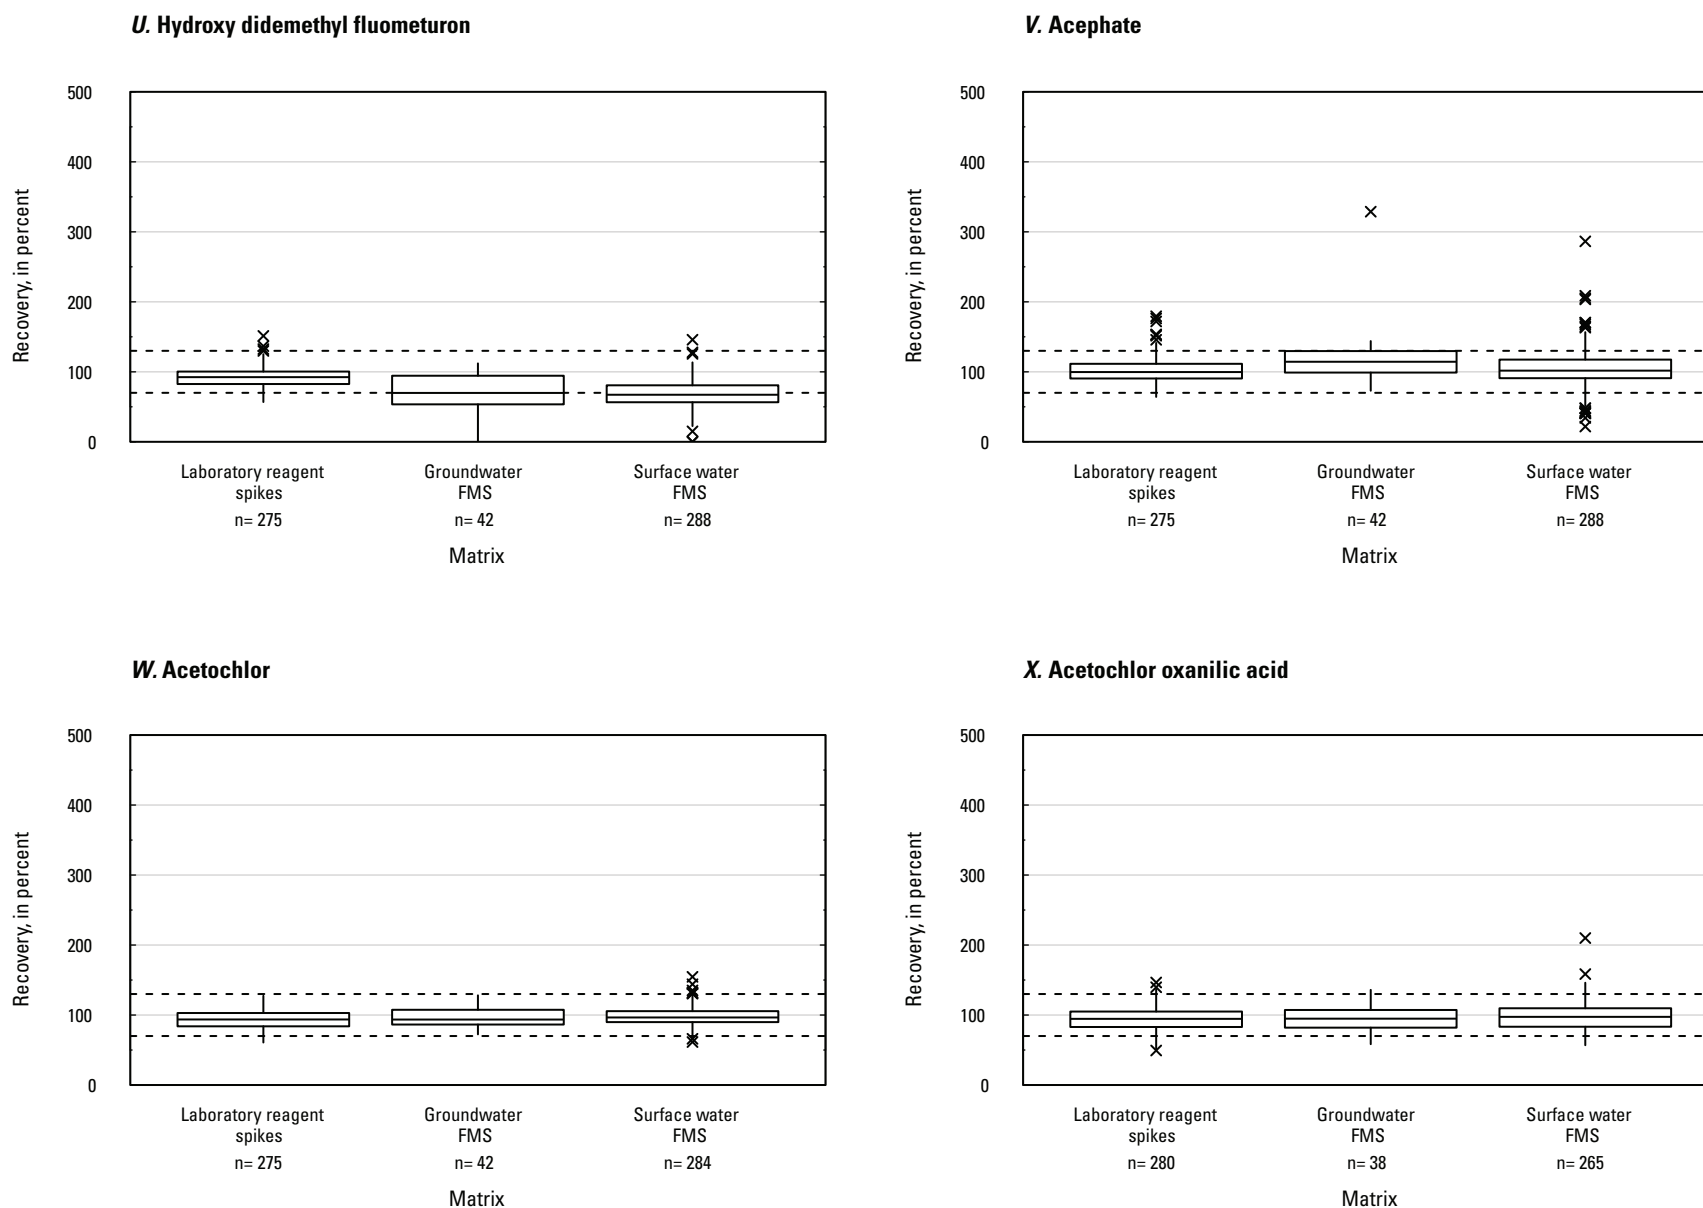 U. Hydroxy didemethyl fluometuron
500
400
300
200
100
0
Recovery, in percent
Laboratory reagent
spikes
n= 275
Groundwater
FMS
n= 42
Surface water
FMS
n= 288
Matrix
V. Acephate
500
400
300
200
100
0
Recovery, in percent
Laboratory reagent
spikes
n= 275
Groundwater
FMS
n= 42
Surface water
FMS
n= 288
Matrix
W. Acetochlor
500
400
300
200
100
0
Recovery, in percent
Laboratory reagent
spikes
n= 275
Groundwater
FMS
n= 42
Surface water
FMS
n= 284
Matrix
X. Acetochlor oxanilic acid
500
400
300
200
100
0
Recovery, in percent
Laboratory reagent
spikes
n= 280
Groundwater
FMS
n= 38
Surface water
FMS
n= 265
Matrix